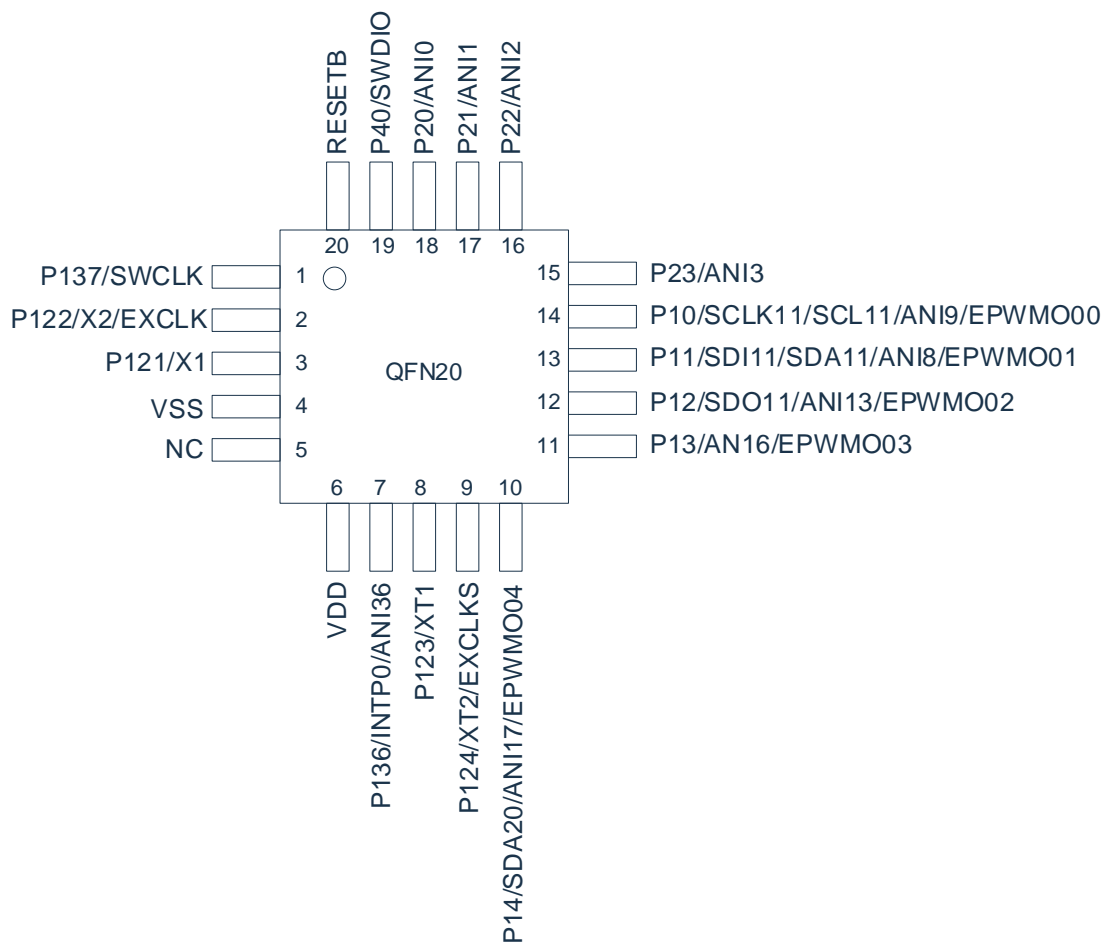 RESETB
P40/SWDIO
P20/ANI0
P21/ANI1
P22/ANI2
20
19
18
17
16
P137/SWCLK
1
P122/X2/EXCLK
2
P121/X1
3
VSS
4
NC
5
QFN20
15
P23/ANI3
14
P10/SCLK11/SCL11/ANI9/EPWMO00
13
P11/SDI11/SDA11/ANI8/EPWMO01
12
P12/SDO11/ANI13/EPWMO02
11
P13/AN16/EPWMO03
6
7
8
9
10
VDD
P136/INTP0/ANI36
P123/XT1
P124/XT2/EXCLKS
P14/SDA20/ANI17/EPWMO04